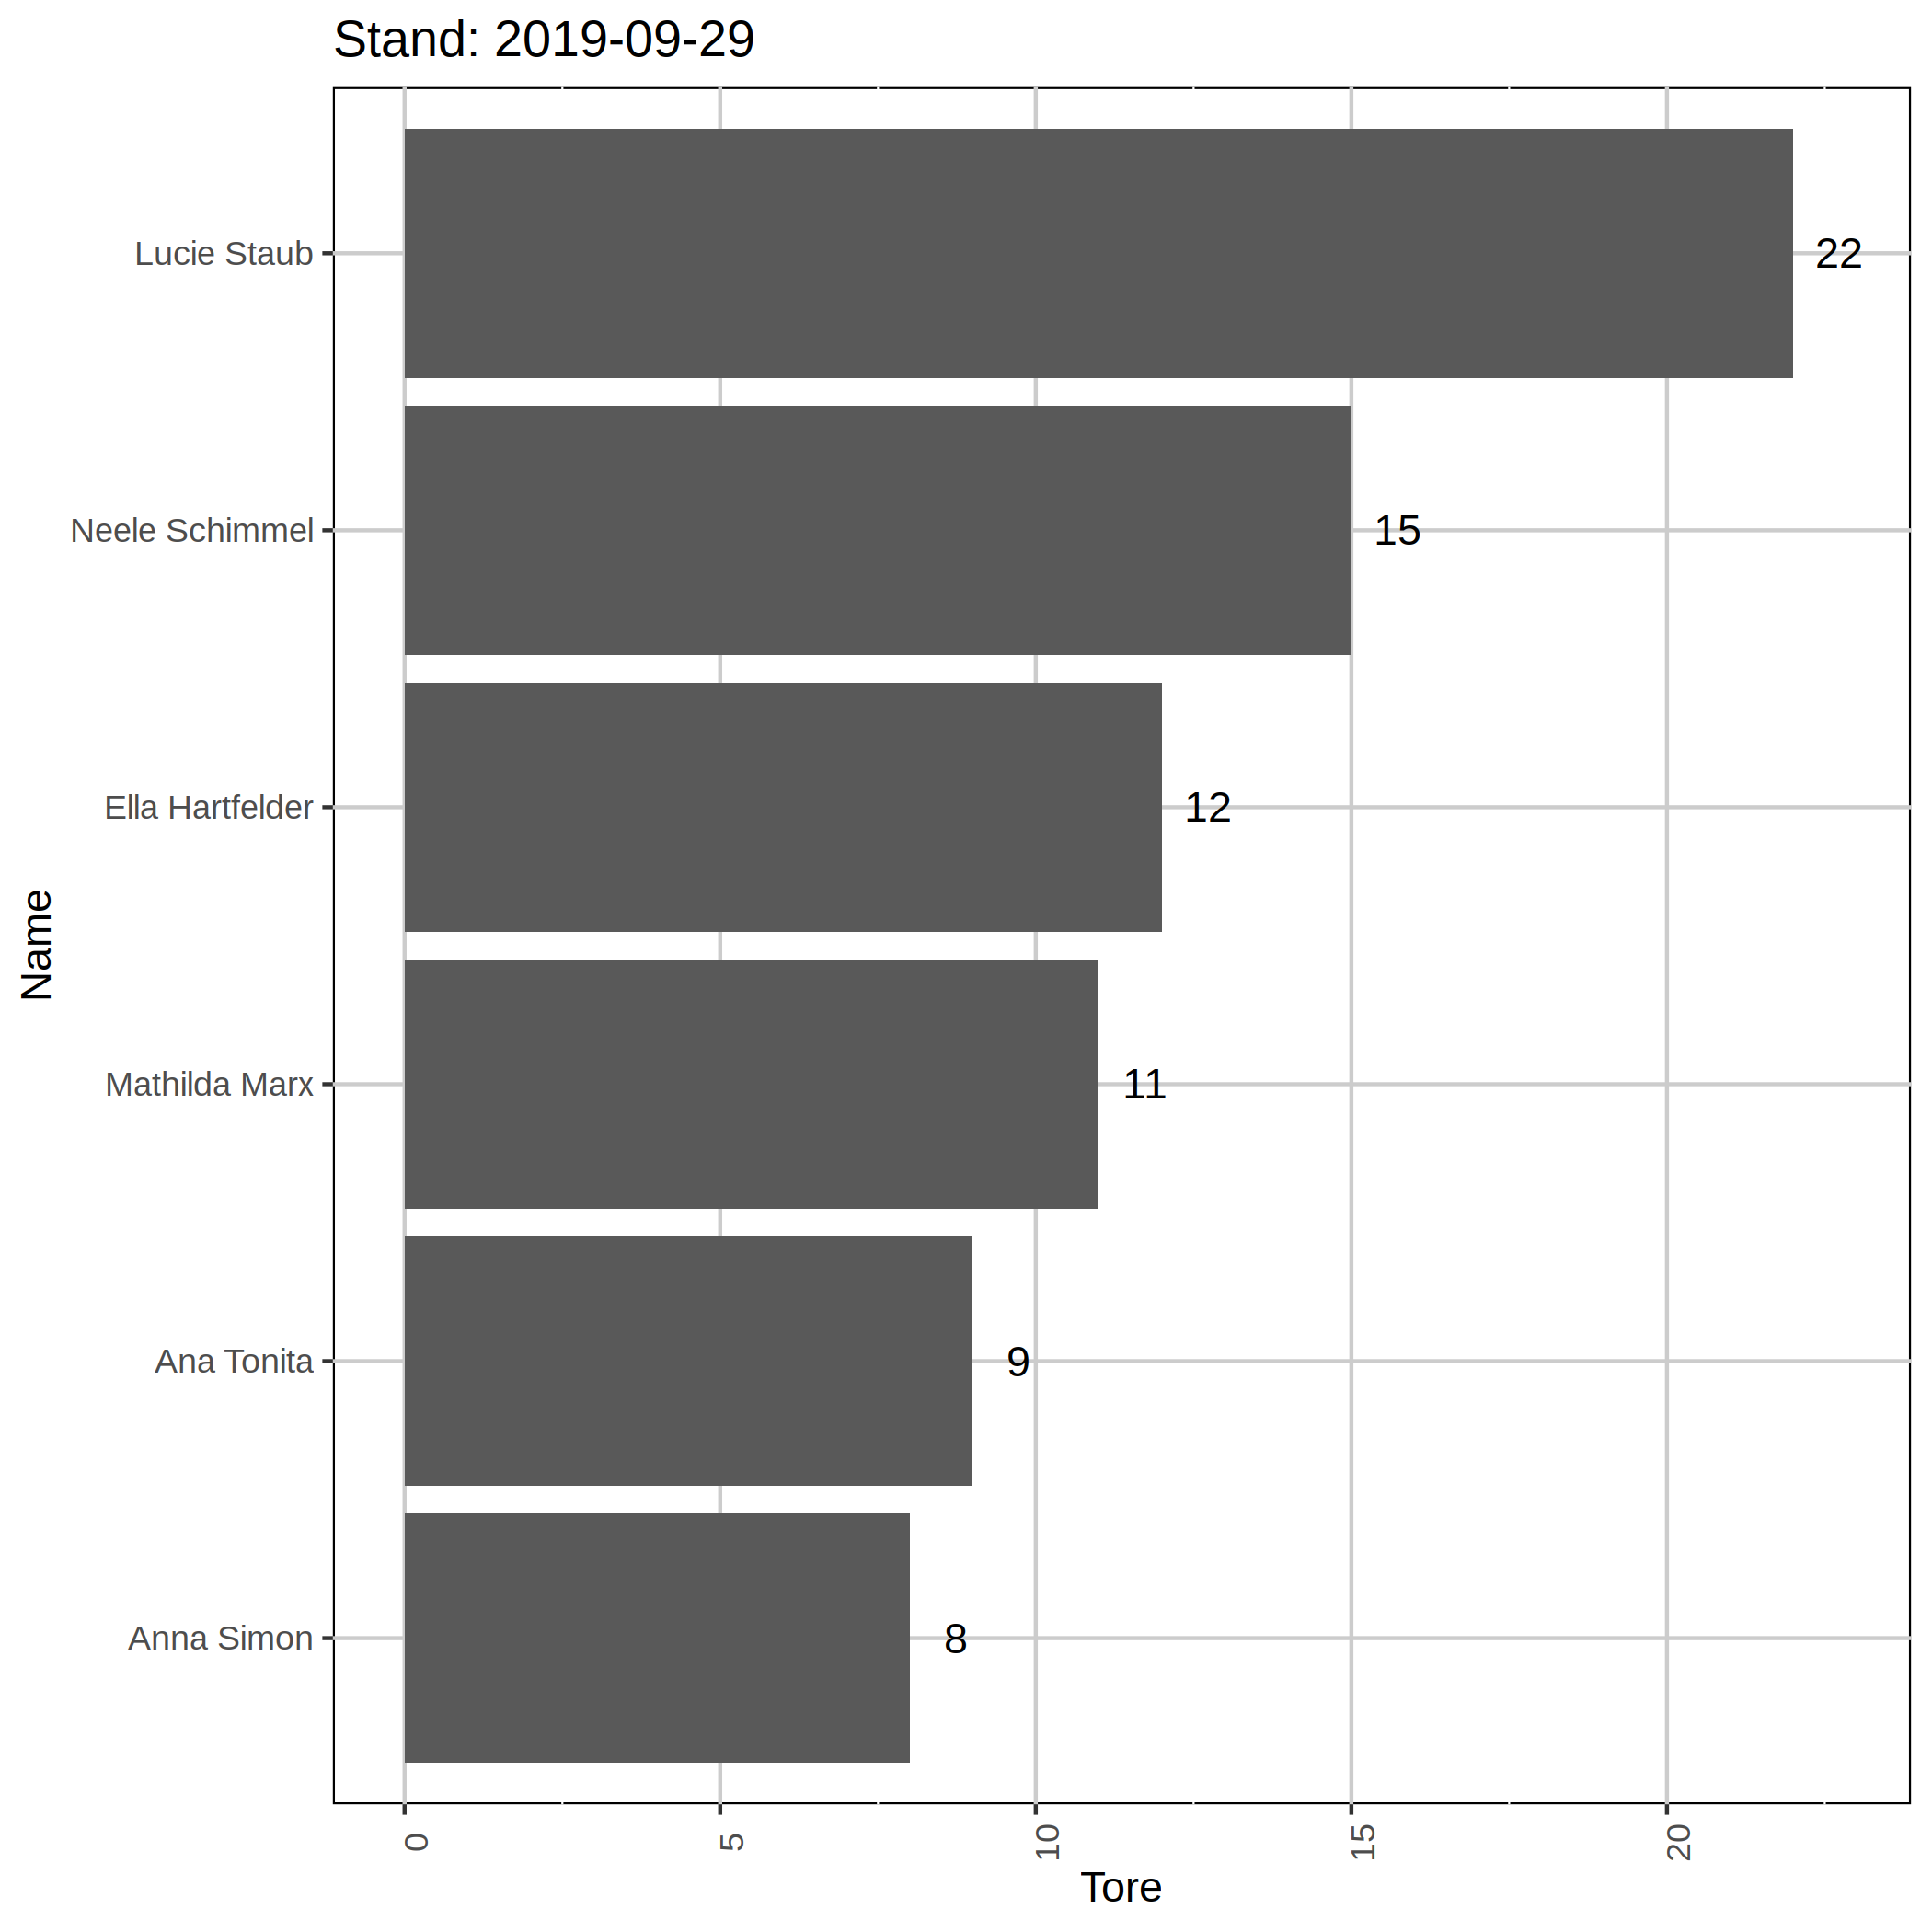 Stand: 2019-09-29
Lucie Staub
22
Neele Schimmel
15
Ella Hartfelder
12
Mathilda Marx
11
Ana Tonita
9
Anna Simon
8
Name
0
5
10
15
20
Tore